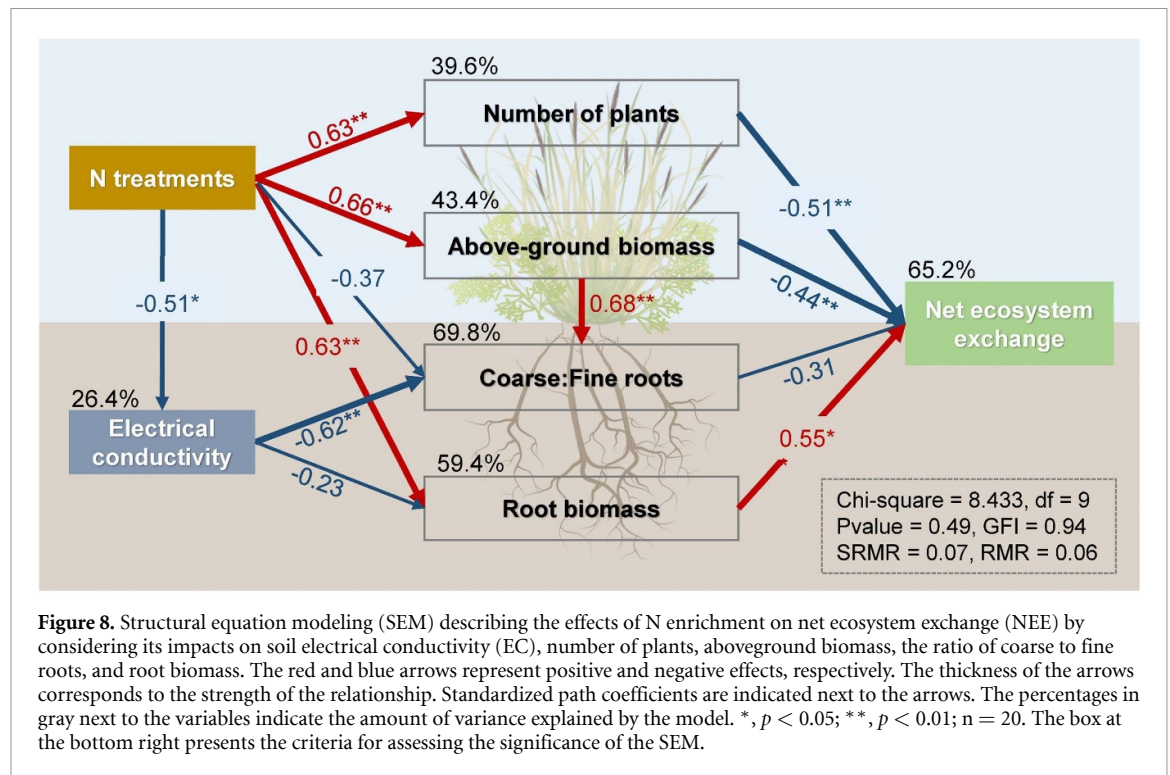 39.6%
Number of plants
0.63**
N treatments
0.66**
43.4%
Above-ground biomass
-0.51**
-0.37
-0.44**
65.2%
Net ecosystem
exchange
-0.51*
0.68**
0.63**
69.8%
Coarse:Fine roots
-0.31
26.4%
Electrical
conductivity
-0.62**
-0.23
0.55*
*
59.4%
Root biomass
Chi-square = 8.433, df = 9
Pvalue = 0.49, GFI = 0.94
SRMR = 0.07, RMR = 0.06
Figure 8. Structural equation modeling (SEM) describing the effects of N enrichment on net ecosystem exchange (NEE) by
considering its impacts on soil electrical conductivity (EC), number of plants, aboveground biomass, the ratio of coarse to fine
roots, and root biomass. The red and blue arrows represent positive and negative effects, respectively. The thickness of the arrows
corresponds to the strength of the relationship. Standardized path coefficients are indicated next to the arrows. The percentages in
gray next to the variables indicate the amount of variance explained by the model. *, p < 0.05; **, p < 0.01; n = 20. The box at
the bottom right presents the criteria for assessing the significance of the SEM.